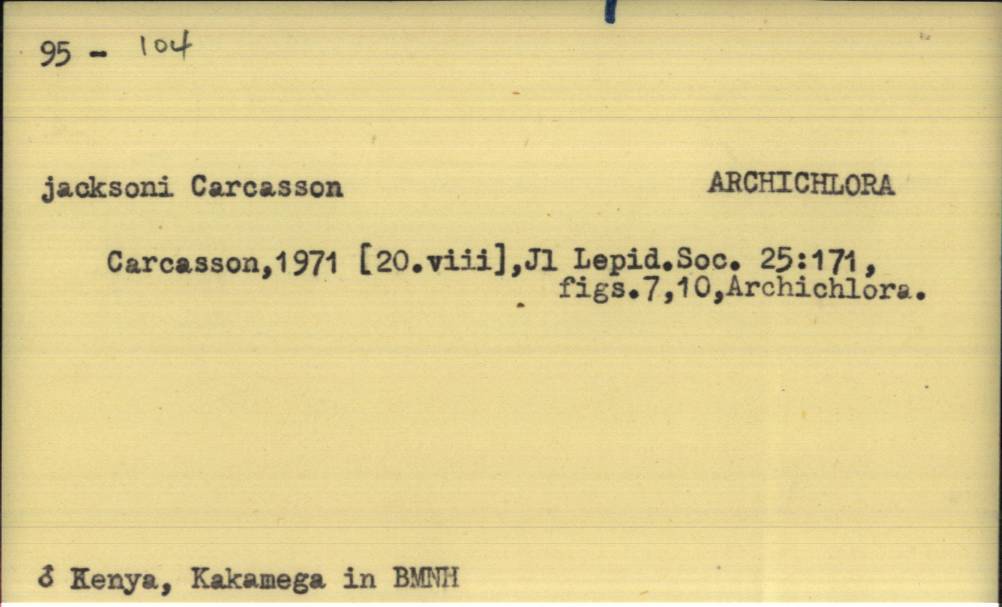 95 - 104
jacksoni Carcasson ARCHICHLORA
Carcasson,1971 [20.viii],Jl Lepid.Soc. 25:171,
figs.7,10,Archichlora.
♂ Kenya, Kakamega in BMNH